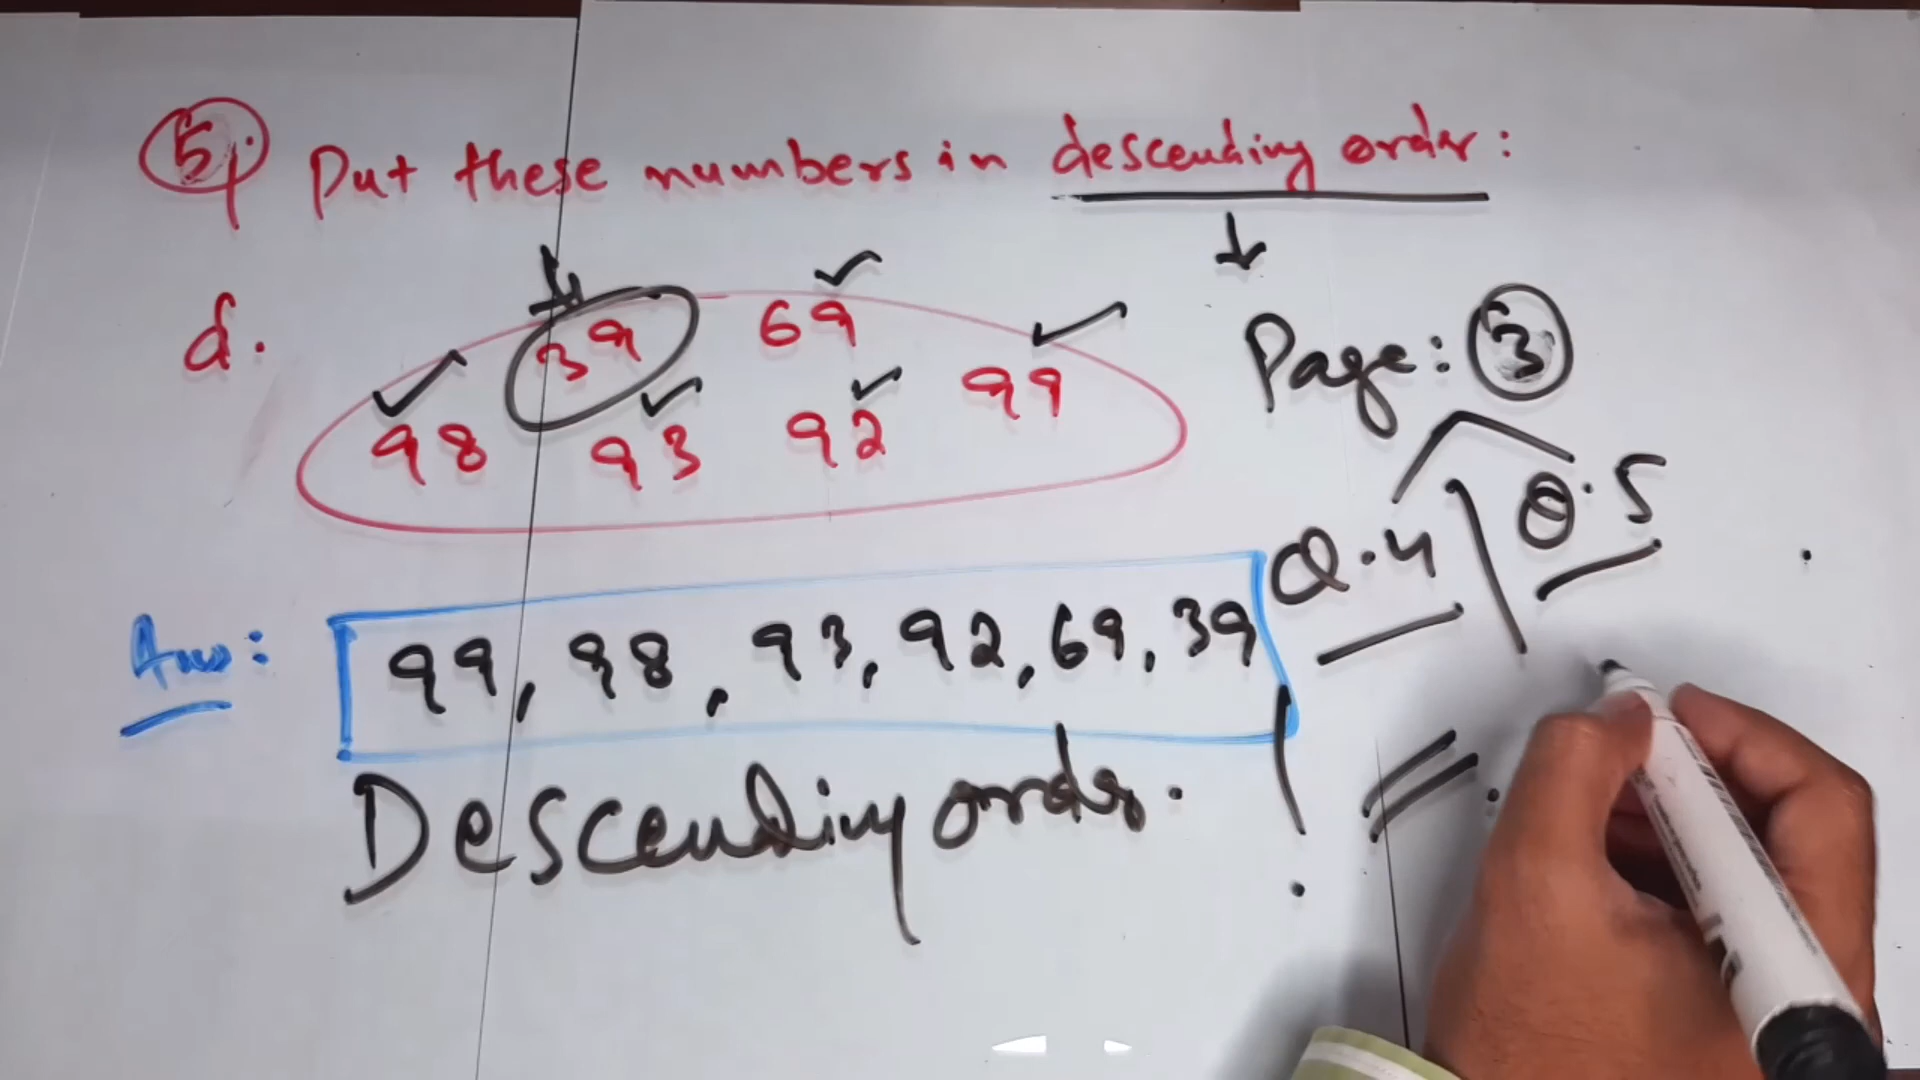 5. Put these numbers in descending order:
d.
39 69
98 93 92 99
Page: 3
Q.4 Q.5
Ans: 99, 98, 93, 92, 69, 39
Descending order.